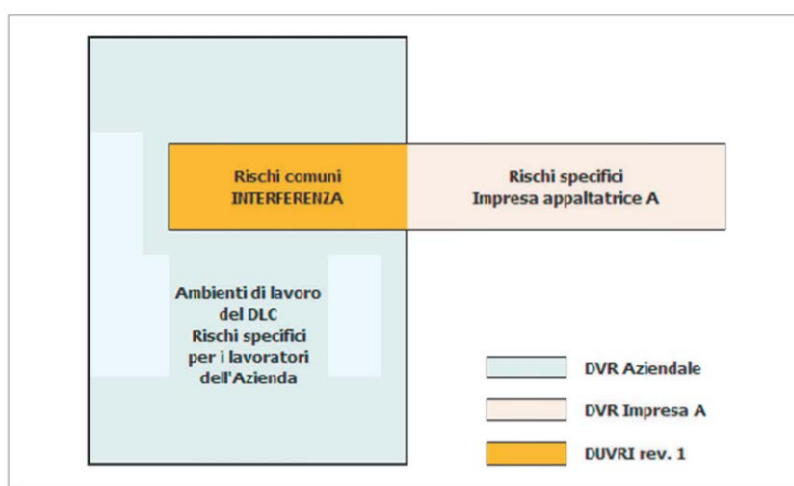 Rischi comuni
INTERFERENZA
Rischi specifici
Impresa appaltatrice A
Ambienti di lavoro
del DLC
Rischi specifici
per i lavoratori
dell'Azienda
DVR Aziendale
DVR Impresa A
DUVRI rev. 1